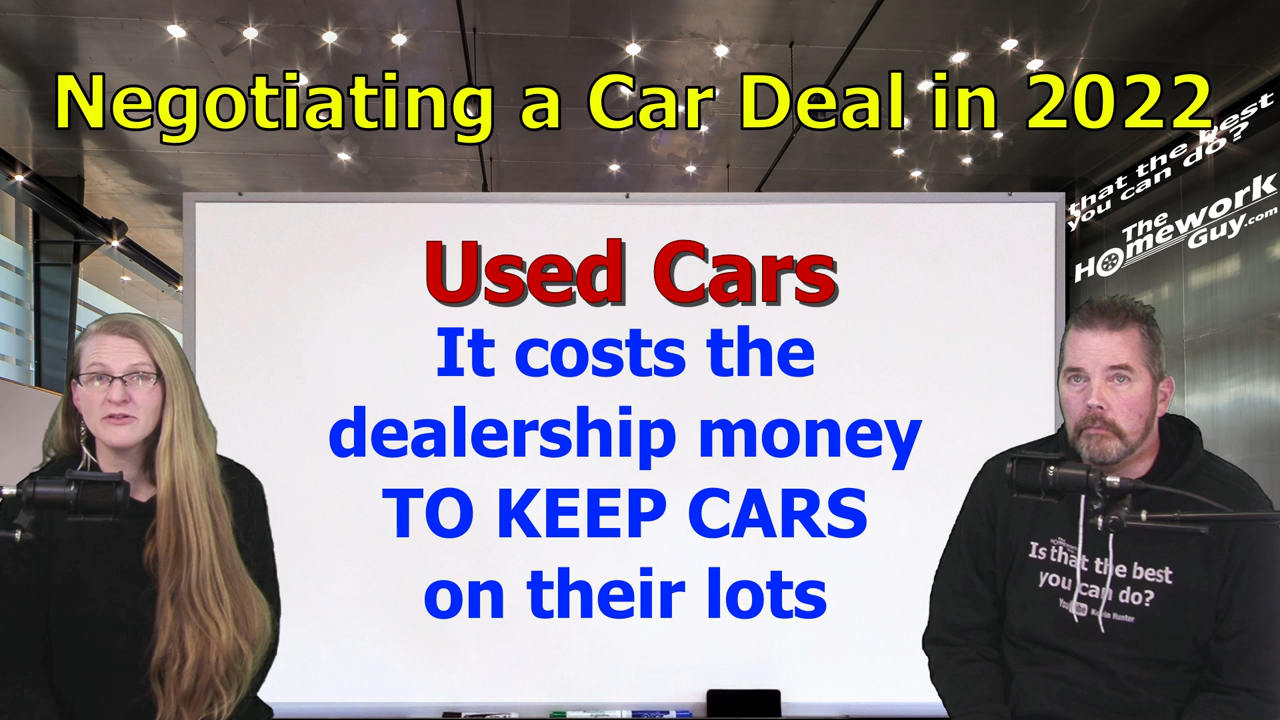 Negotiating a Car Deal in 2022
that the best
you can do?
The
Homework
Guy.com
Used Cars
It costs the
dealership money
TO KEEP CARS
on their lots
Is that the best
you can do?
Hunter